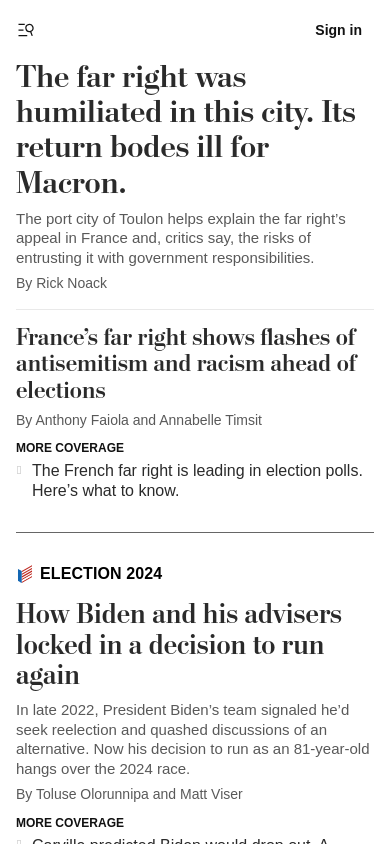 Sign in
The far right was
humiliated in this city. Its
return bodes ill for
Macron.
The port city of Toulon helps explain the far right’s
appeal in France and, critics say, the risks of
entrusting it with government responsibilities.
By Rick Noack
France’s far right shows flashes of
antisemitism and racism ahead of
elections
By Anthony Faiola and Annabelle Timsit
MORE COVERAGE
The French far right is leading in election polls.
Here’s what to know.
ELECTION 2024
How Biden and his advisers
locked in a decision to run
again
In late 2022, President Biden’s team signaled he’d
seek reelection and quashed discussions of an
alternative. Now his decision to run as an 81-year-old
hangs over the 2024 race.
By Toluse Olorunnipa and Matt Viser
MORE COVERAGE
Carville predicted Biden would drop out. A